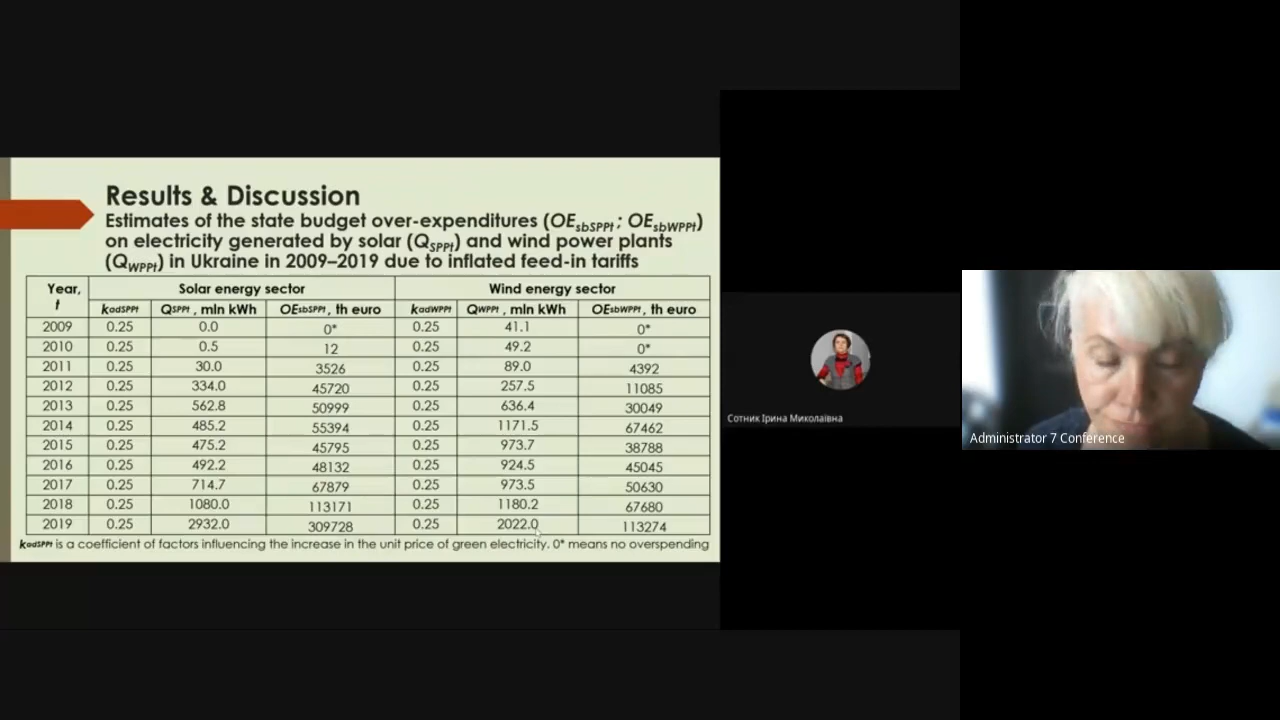 Results & Discussion
Estimates of the state budget over-expenditures (OEsbSPPt; OEsbWPPt)
on electricity generated by solar (QSPPt) and wind power plants
(QWPPt) in Ukraine in 2009–2019 due to inflated feed-in tariffs
Year, t Solar energy sector Wind energy sector
kadSPPt QSPPt , mln kWh OEsbSPPt, th euro kadWPPt QWPPt , mln kWh OEsbWPPt, th euro
2009 0.25 0.0 0* 0.25 41.1 0*
2010 0.25 0.5 12 0.25 49.2 0*
2011 0.25 30.0 3526 0.25 89.0 4392
2012 0.25 334.0 45720 0.25 257.5 11085
2013 0.25 562.8 50999 0.25 636.4 30049
2014 0.25 485.2 55394 0.25 1171.5 67462
2015 0.25 475.2 45795 0.25 973.7 38788
2016 0.25 492.2 48132 0.25 924.5 45045
2017 0.25 714.7 67879 0.25 973.5 50630
2018 0.25 1080.0 113171 0.25 1180.2 67680
2019 0.25 2932.0 309728 0.25 2022.0 113274
kadSPPt is a coefficient of factors influencing the increase in the unit price of green electricity. 0* means no overspending
Сотник Ірина Миколаївна
Administrator 7 Conference